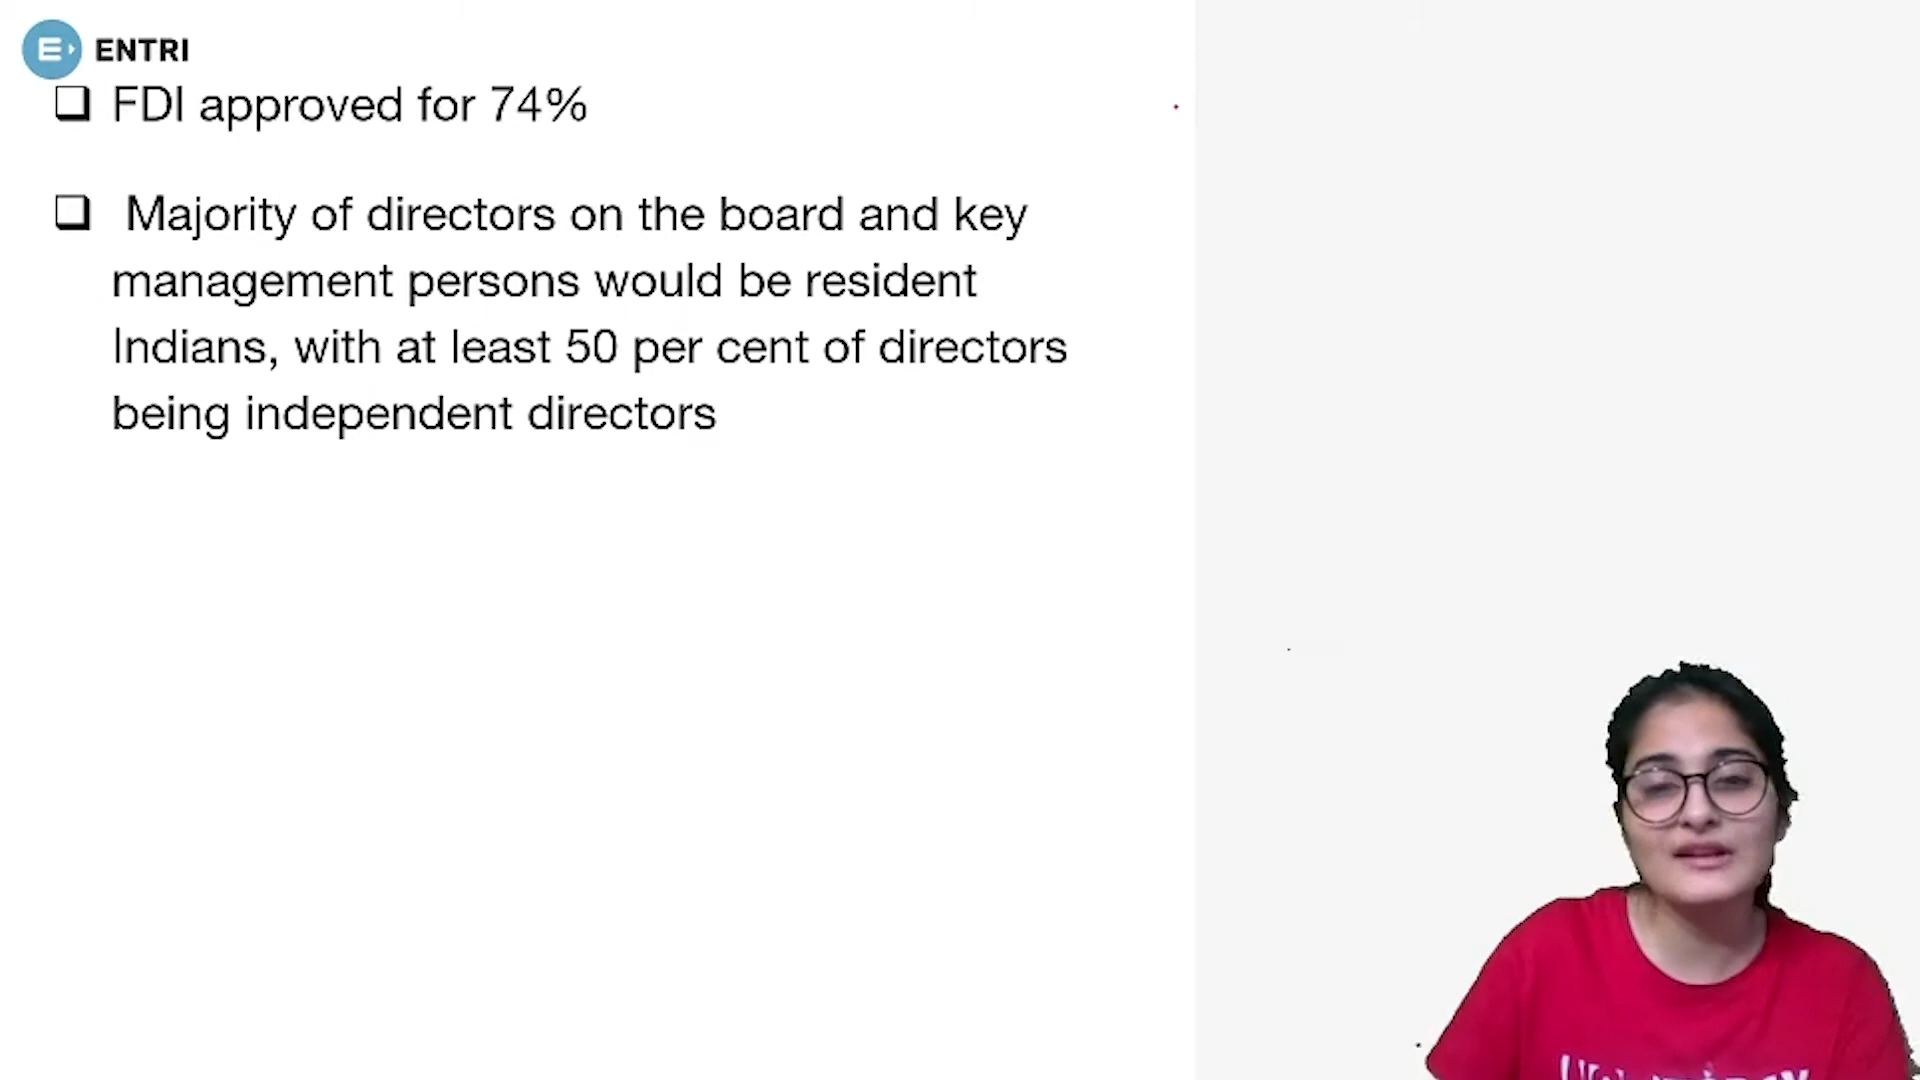 ENTRI
❑ FDI approved for 74%
❑ Majority of directors on the board and key
management persons would be resident
Indians, with at least 50 per cent of directors
being independent directors